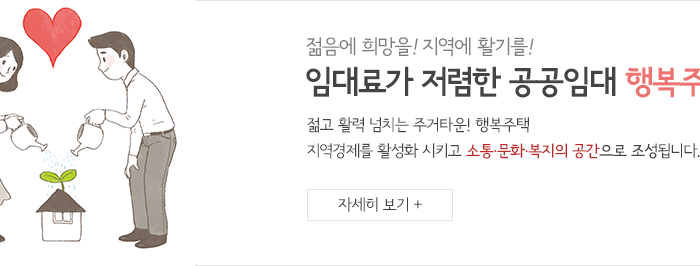 젊음에 희망을! 지역에 활기를!
임대료가 저렴한 공공임대 행복주
젊고 활력 넘치는 주거타운! 행복주택
지역경제를 활성화 시키고 소통·문화·복지의 공간으로 조성됩니다.
자세히 보기 +